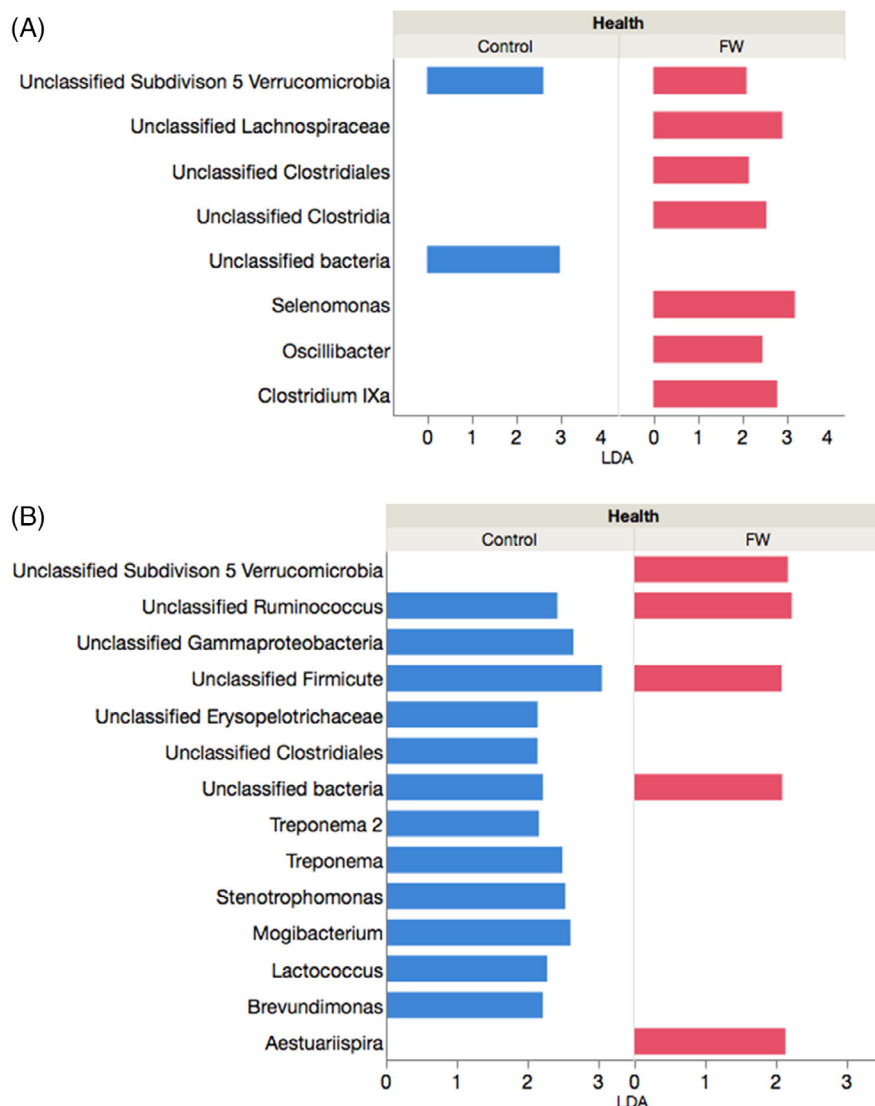 (A)
Health
Control FW
Unclassified Subdivison 5 Verrucomicrobia
Unclassified Lachnospiraceae
Unclassified Clostridiales
Unclassified Clostridia
Unclassified bacteria
Selenomonas
Oscillibacter
Clostridium IXa
0 1 2 3 4 0 1 2 3 4
LDA
(B)
Health
Control FW
Unclassified Subdivison 5 Verrucomicrobia
Unclassified Ruminococcus
Unclassified Gammaproteobacteria
Unclassified Firmicute
Unclassified Erysopelotrichaceae
Unclassified Clostridiales
Unclassified bacteria
Treponema 2
Treponema
Stenotrophomonas
Mogibacterium
Lactococcus
Brevundimonas
Aestuariispira
0 1 2 3 0 1 2 3
LDA